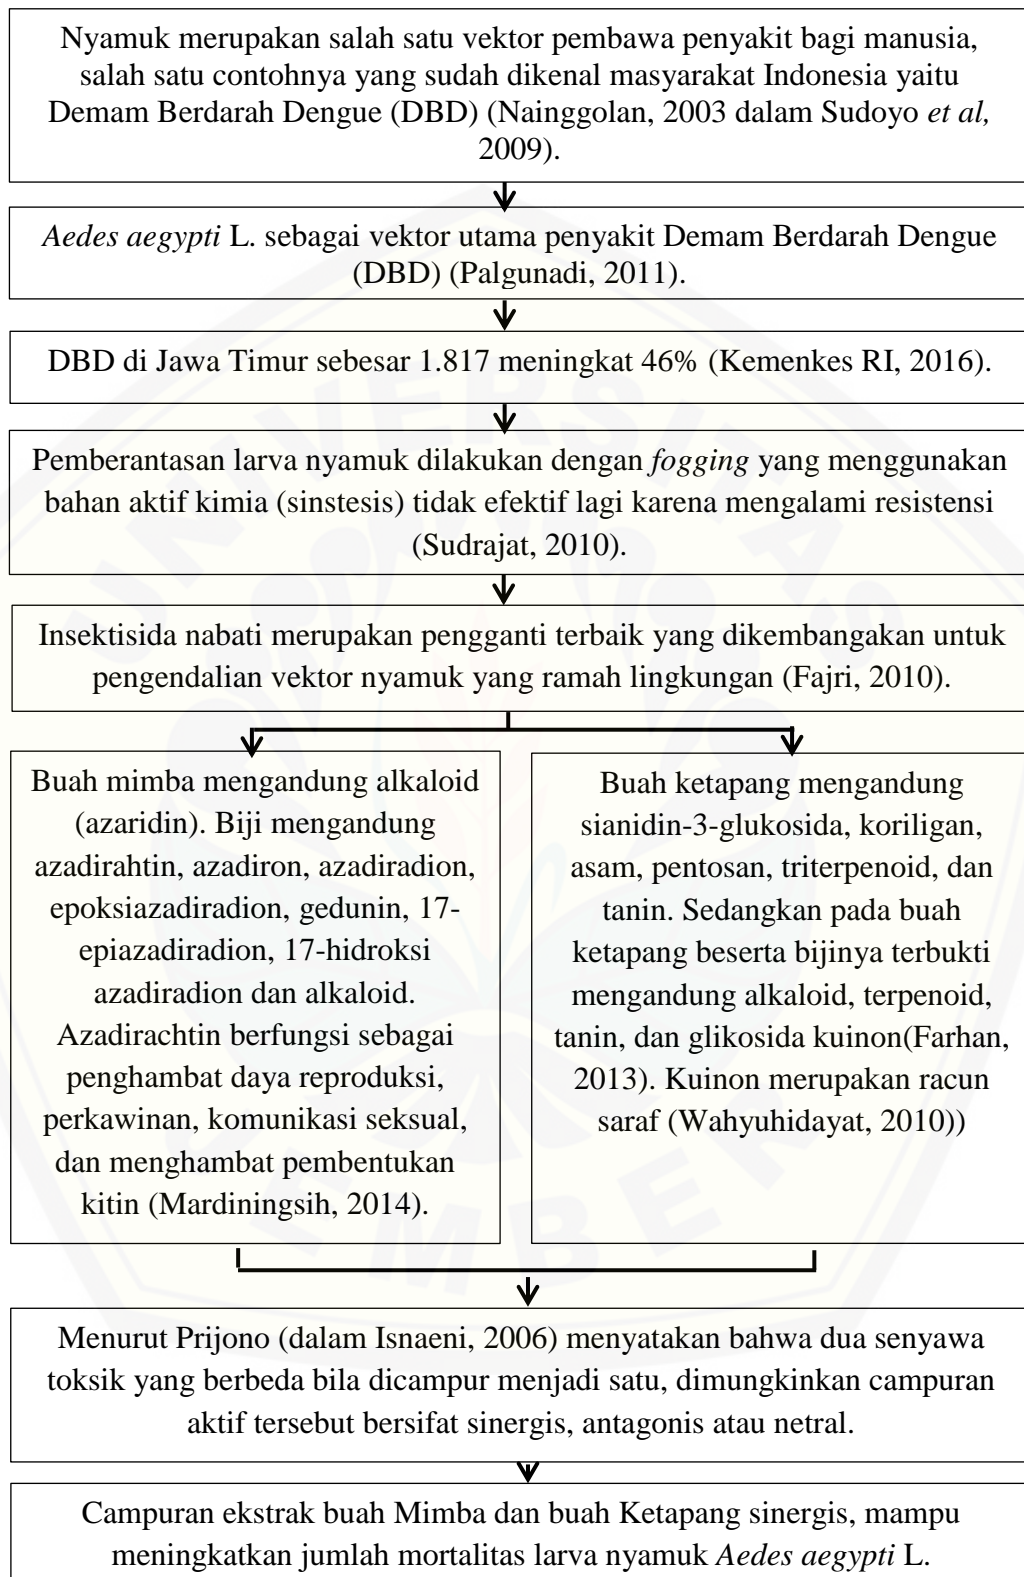 Nyamuk merupakan salah satu vektor pembawa penyakit bagi manusia,
salah satu contohnya yang sudah dikenal masyarakat Indonesia yaitu
Demam Berdarah Dengue (DBD) (Nainggolan, 2003 dalam Sudoyo et al,
2009).
Aedes aegypti L. sebagai vektor utama penyakit Demam Berdarah Dengue
(DBD) (Palgunadi, 2011).
DBD di Jawa Timur sebesar 1.817 meningkat 46% (Kemenkes RI, 2016).
Pemberantasan larva nyamuk dilakukan dengan fogging yang menggunakan
bahan aktif kimia (sinstesis) tidak efektif lagi karena mengalami resistensi
(Sudrajat, 2010).
Insektisida nabati merupakan pengganti terbaik yang dikembangakan untuk
pengendalian vektor nyamuk yang ramah lingkungan (Fajri, 2010).
Buah mimba mengandung alkaloid
(azaridin). Biji mengandung
azadirahtin, azadiron, azadiradion,
epoksiazadiradion, gedunin, 17-
epiazadiradion, 17-hidroksi
azadiradion dan alkaloid.
Azadirachtin berfungsi sebagai
penghambat daya reproduksi,
perkawinan, komunikasi seksual,
dan menghambat pembentukan
kitin (Mardiningsih, 2014).
Buah ketapang mengandung
sianidin-3-glukosida, koriligan,
asam, pentosan, triterpenoid, dan
tanin. Sedangkan pada buah
ketapang beserta bijinya terbukti
mengandung alkaloid, terpenoid,
tanin, dan glikosida kuinon(Farhan,
2013). Kuinon merupakan racun
saraf (Wahyuhidayat, 2010))
Menurut Prijono (dalam Isnaeni, 2006) menyatakan bahwa dua senyawa
toksik yang berbeda bila dicampur menjadi satu, dimungkinkan campuran
aktif tersebut bersifat sinergis, antagonis atau netral.
Campuran ekstrak buah Mimba dan buah Ketapang sinergis, mampu
meningkatkan jumlah mortalitas larva nyamuk Aedes aegypti L.
UNIVERSITAS
JEMBER